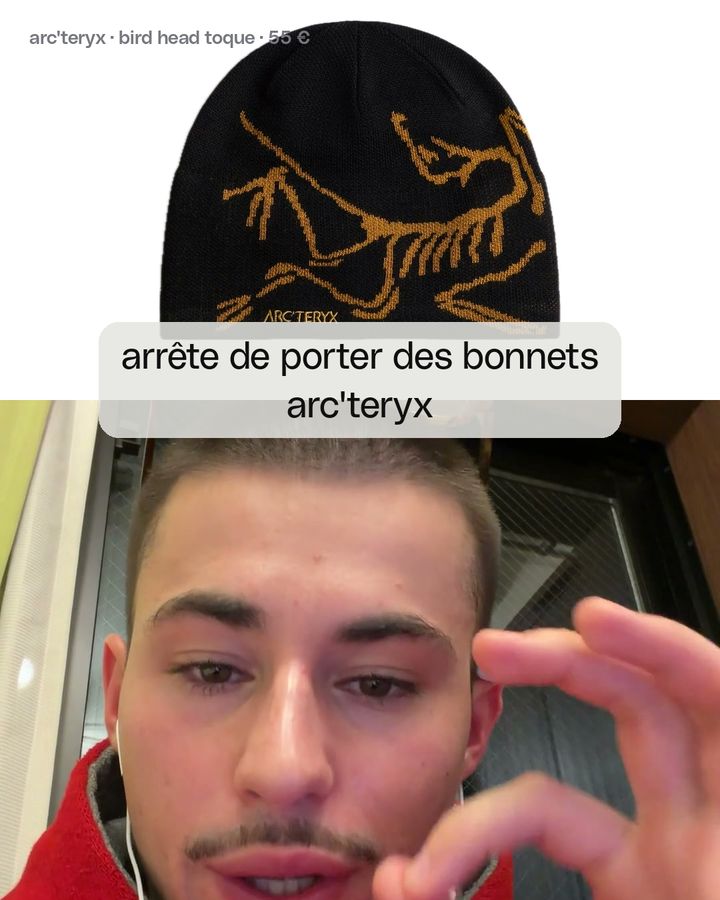 arc'teryx · bird head toque · 55 €
ARC'TERYX
arrête de porter des bonnets
arc'teryx